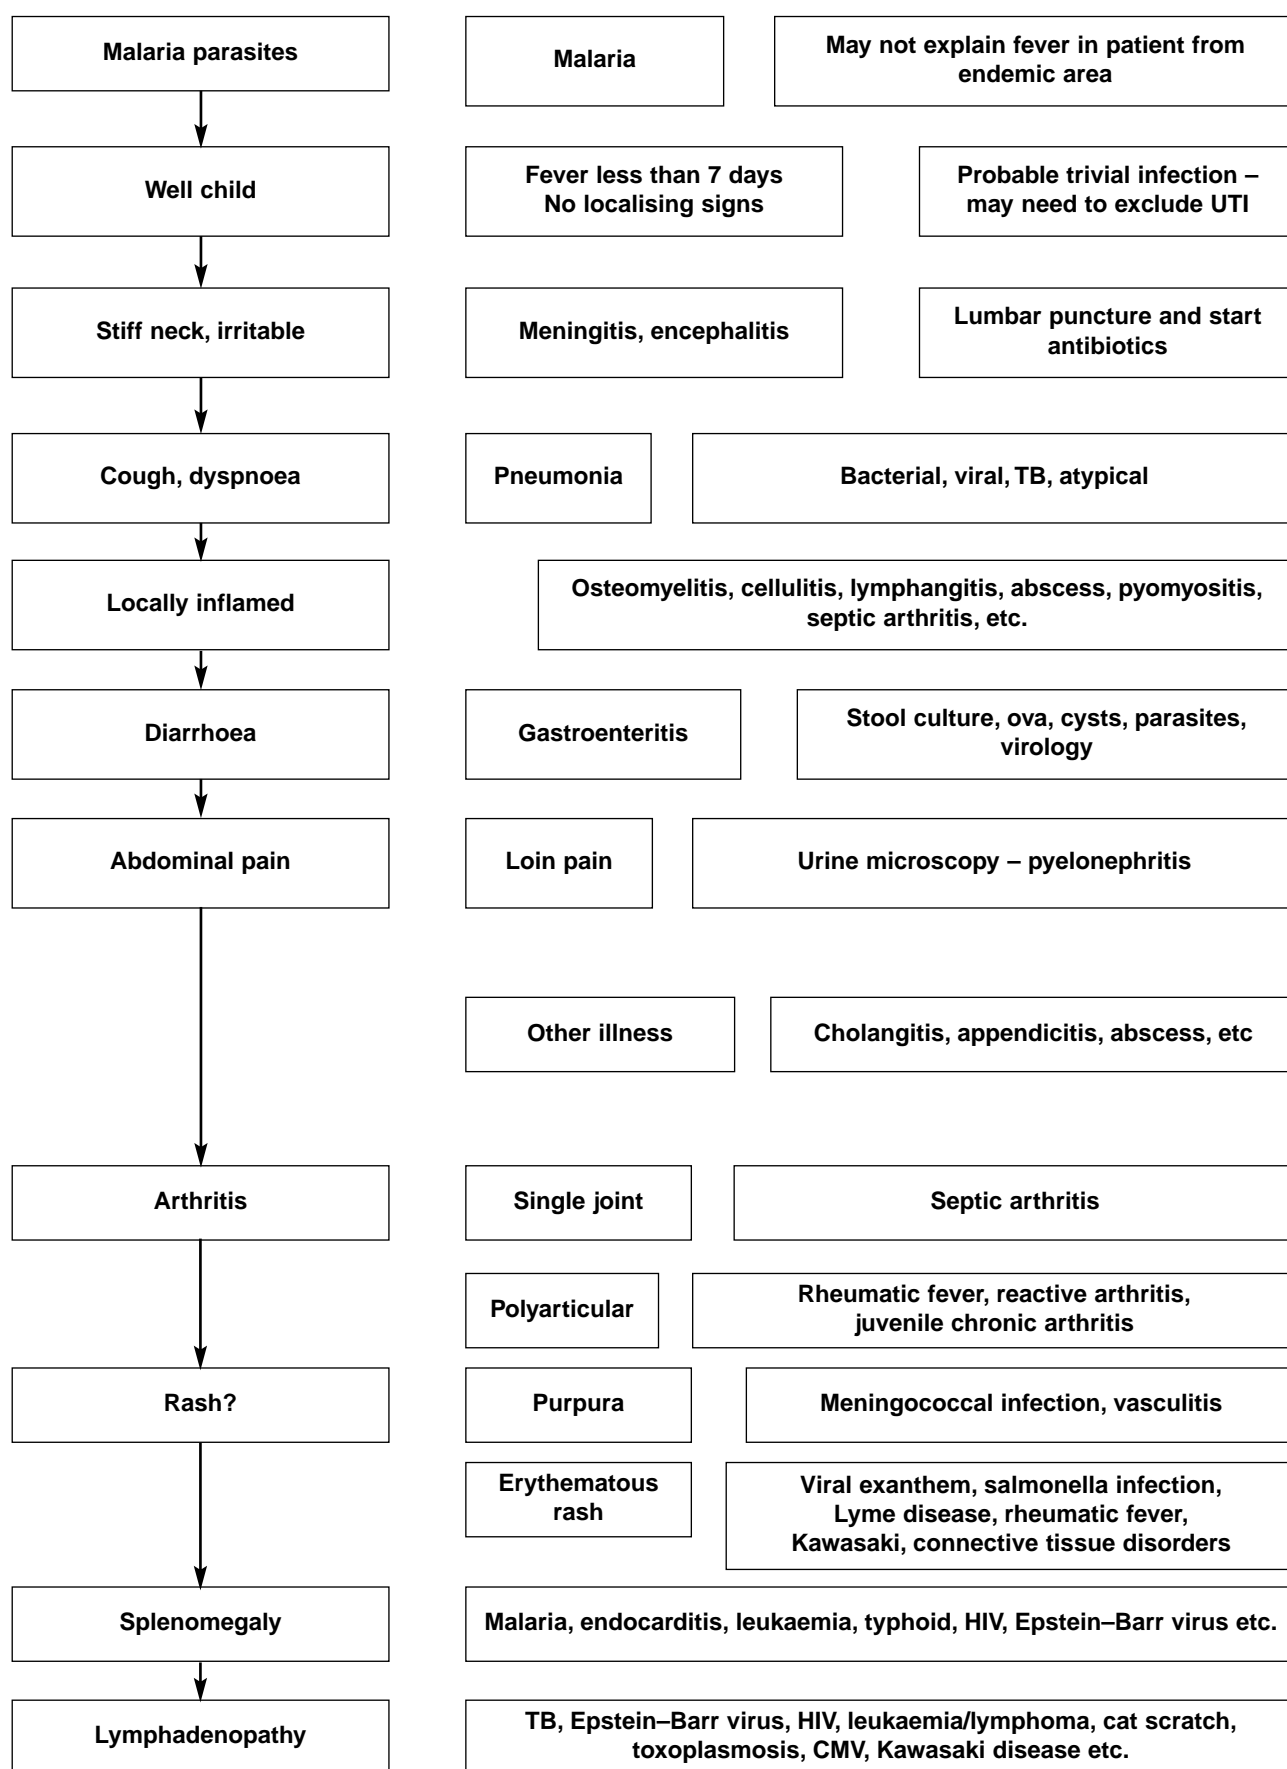 Malaria parasites
Malaria
May not explain fever in patient from
endemic area
Well child
Fever less than 7 days
No localising signs
Probable trivial infection –
may need to exclude UTI
Stiff neck, irritable
Meningitis, encephalitis
Lumbar puncture and start
antibiotics
Cough, dyspnoea
Pneumonia
Bacterial, viral, TB, atypical
Locally inflamed
Osteomyelitis, cellulitis, lymphangitis, abscess, pyomyositis,
septic arthritis, etc.
Diarrhoea
Gastroenteritis
Stool culture, ova, cysts, parasites,
virology
Abdominal pain
Loin pain
Urine microscopy – pyelonephritis
Other illness
Cholangitis, appendicitis, abscess, etc
Arthritis
Single joint
Septic arthritis
Polyarticular
Rheumatic fever, reactive arthritis,
juvenile chronic arthritis
Rash?
Purpura
Meningococcal infection, vasculitis
Erythematous
rash
Viral exanthem, salmonella infection,
Lyme disease, rheumatic fever,
Kawasaki, connective tissue disorders
Splenomegaly
Malaria, endocarditis, leukaemia, typhoid, HIV, Epstein–Barr virus etc.
Lymphadenopathy
TB, Epstein–Barr virus, HIV, leukaemia/lymphoma, cat scratch,
toxoplasmosis, CMV, Kawasaki disease etc.